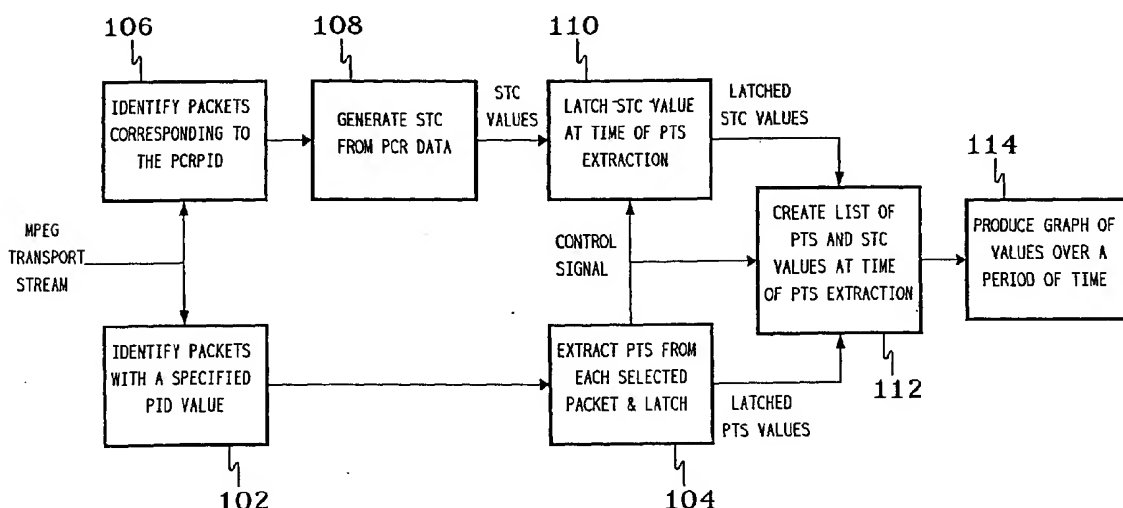 106
108
110
IDENTIFY PACKETS
CORRESPONDING TO
THE PCRPID
GENERATE STC
FROM PCR DATA
STC
VALUES
LATCH STC VALUE
AT TIME OF PTS
EXTRACTION
LATCHED
STC VALUES
114
MPEG
TRANSPORT
STREAM
CONTROL
SIGNAL
CREATE LIST OF
PTS AND STC
VALUES AT TIME
OF PTS EXTRACTION
PRODUCE GRAPH OF
VALUES OVER A
PERIOD OF TIME
IDENTIFY PACKETS
WITH A SPECIFIED
PID VALUE
EXTRACT PTS FROM
EACH SELECTED
PACKET & LATCH
LATCHED
PTS VALUES
112
102
104